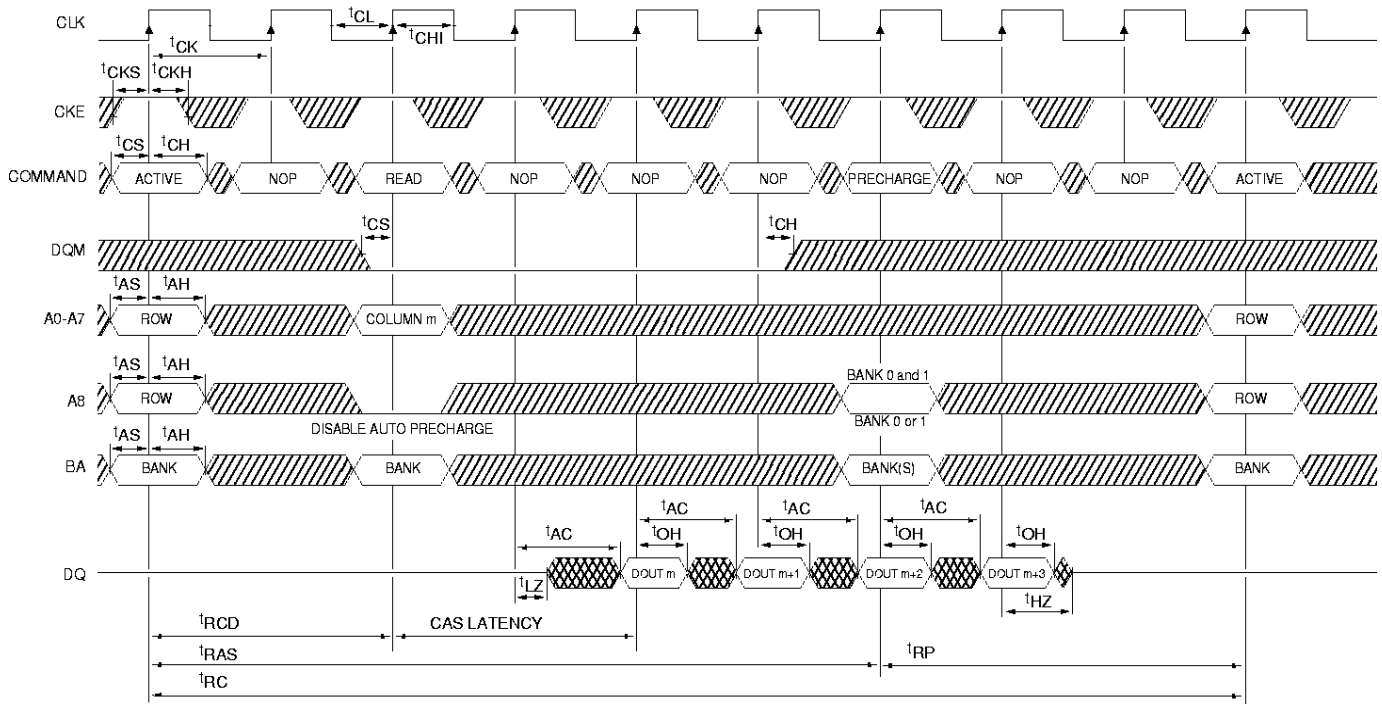 CLK
tCL
tCHI
tCK
tCKS tCKH
CKE
tCS tCH
COMMAND ACTIVE NOP READ NOP NOP NOP PRECHARGE NOP NOP ACTIVE
tCS tCH
DQM
tAS tAH
A0-A7 ROW COLUMN m ROW
tAS tAH BANK 0 and 1
A8 ROW ROW
DISABLE AUTO PRECHARGE BANK 0 or 1
tAS tAH
BA BANK BANK BANK(S) BANK
tAC tAC tAC tAC
tOH tOH tOH tOH
DQ DOUT m DOUT m+1 DOUT m+2 DOUT m+3
tLZ tHZ
tRCD CAS LATENCY
tRAS tRP
tRC